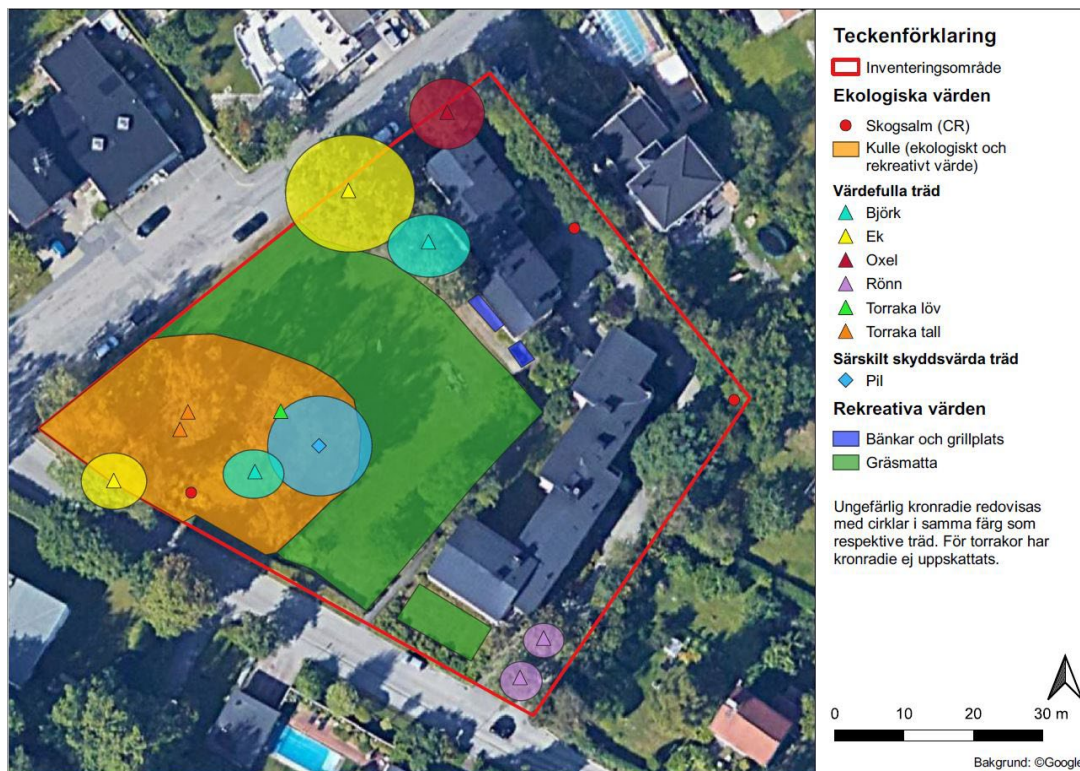 Teckenförklaring
Inventeringsområde
Ekologiska värden
Skogsalm (CR)
Kulle (ekologiskt och
rekreativt värde)
Värdefulla träd
Björk
Ek
Oxel
Rönn
Torraka löv
Torraka tall
Särskilt skyddsvärda träd
Pil
Rekreativa värden
Bänkar och grillplats
Gräsmatta
Ungefärlig kronradie redovisas
med cirklar i samma färg som
respektive träd. För torrakor har
kronradie ej uppskattats.
0 10 20 30 m
Bakgrund: ©Google